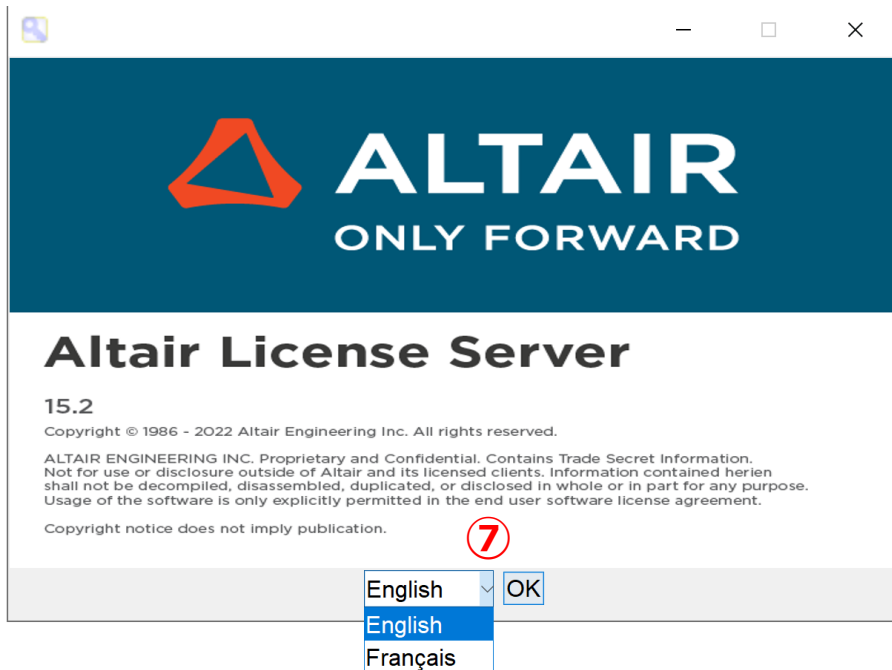 ALTAIR
ONLY FORWARD
Altair License Server
15.2
Copyright © 1986 - 2022 Altair Engineering Inc. All rights reserved.
ALTAIR ENGINEERING INC. Proprietary and Confidential. Contains Trade Secret Information.
Not for use or disclosure outside of Altair and its licensed clients. Information contained herien
shall not be decompiled, disassembled, duplicated, or disclosed in whole or in part for any purpose.
Usage of the software is only explicitly permitted in the end user software license agreement.
Copyright notice does not imply publication.
⑦
English OK
English
Français